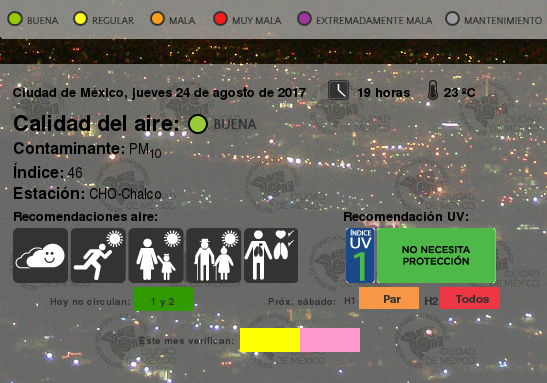 BUENA REGULAR MALA MUY MALA EXTREMADAMENTE MALA MANTENIMIENTO
Ciudad de México, jueves 24 de agosto de 2017 19 horas 23 ºC
Calidad del aire: BUENA
Contaminante: PM10
Índice: 46
Estación: CHO-Chalco
Recomendaciones aire: Recomendación UV:
ÍNDICE UV 1 NO NECESITA PROTECCIÓN
Hoy no circulan: 1 y 2 Próx. sábado: H1 Par H2 Todos
Este mes verifican:
CIUDAD DE MÉXICO